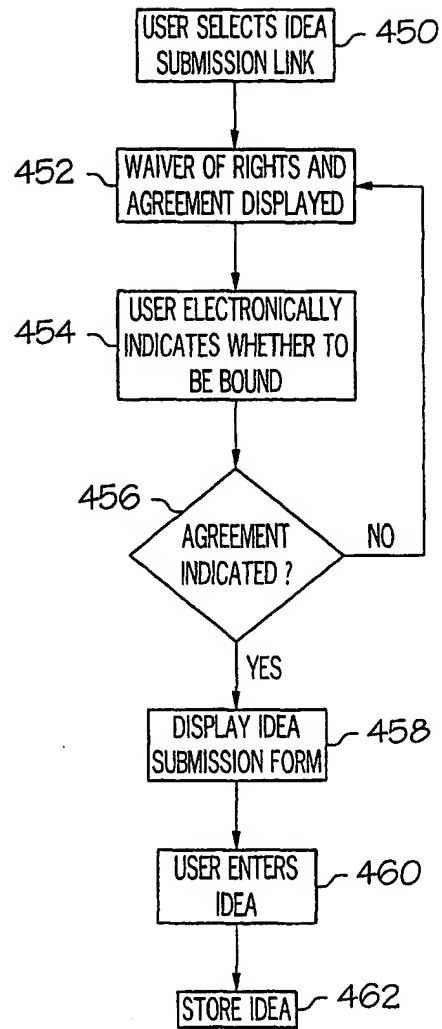 USER SELECTS IDEA
SUBMISSION LINK
450
452
WAIVER OF RIGHTS AND
AGREEMENT DISPLAYED
454
USER ELECTRONICALLY
INDICATES WHETHER TO
BE BOUND
456
AGREEMENT
INDICATED ?
NO
YES
DISPLAY IDEA
SUBMISSION FORM
458
USER ENTERS
IDEA
460
STORE IDEA
462